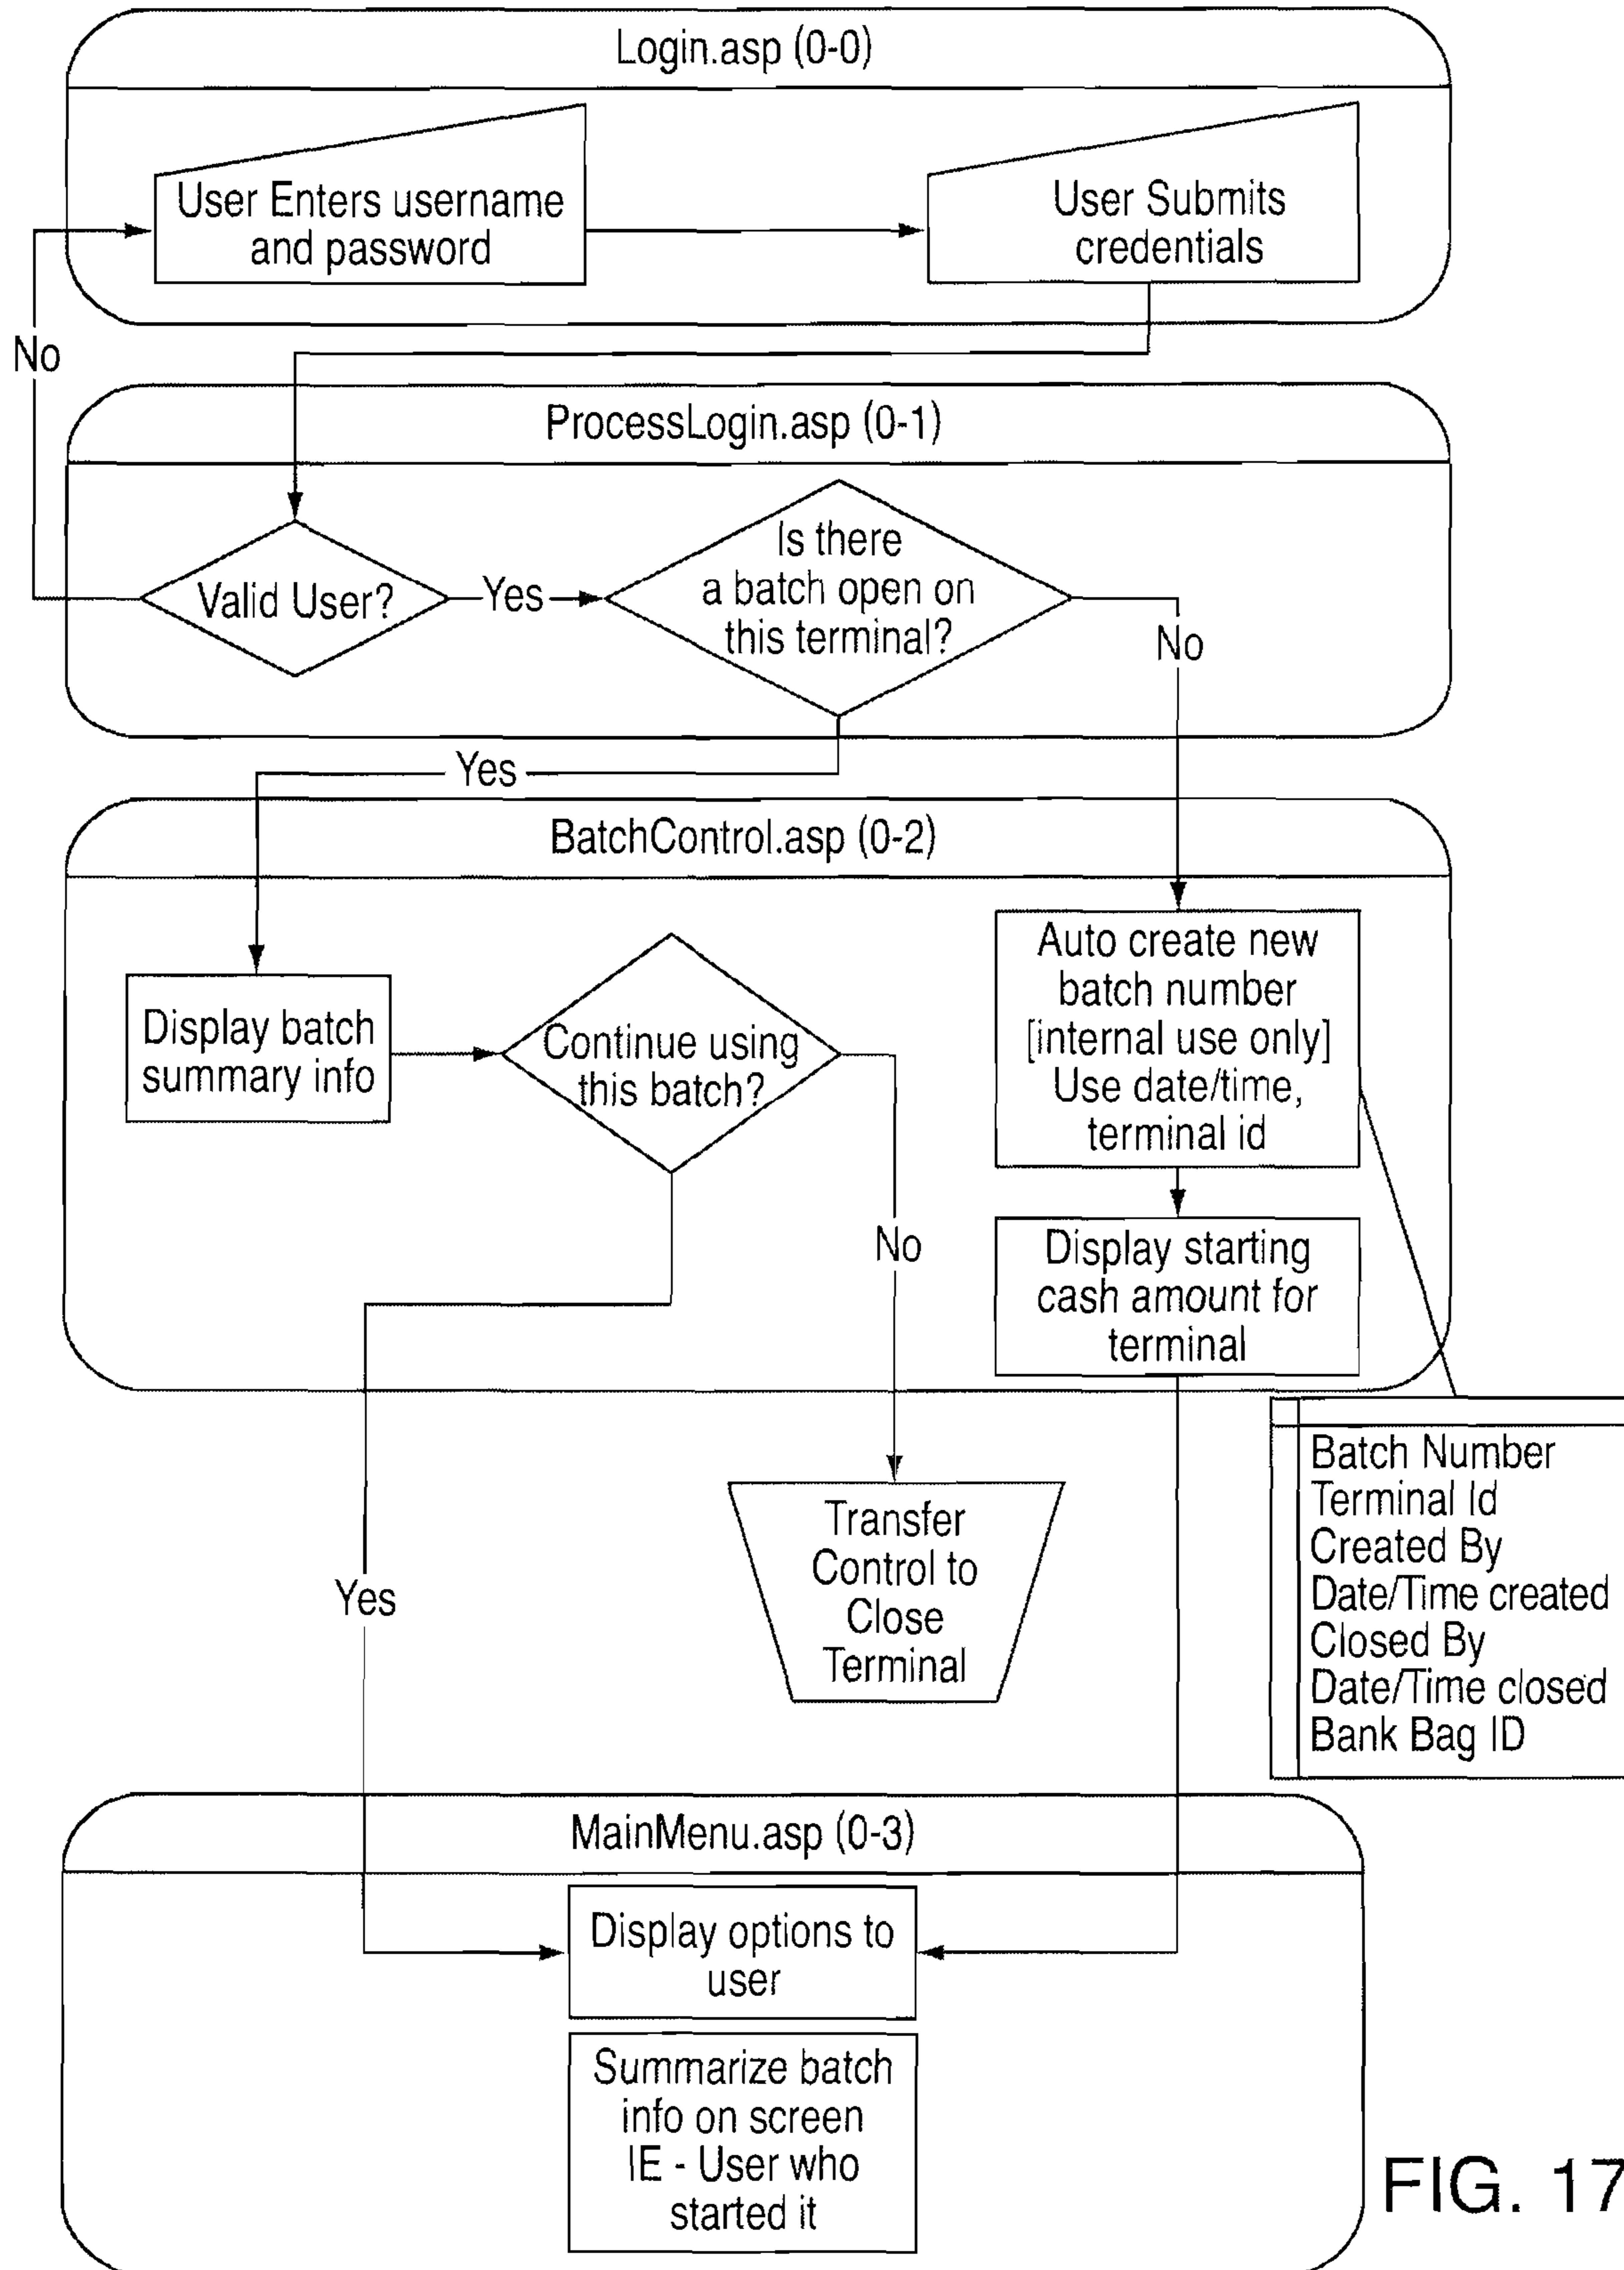 Login.asp (0-0)
User Enters username
and password
User Submits
credentials
No
ProcessLogin.asp (0-1)
Valid User?
Yes
Is there
a batch open on
this terminal?
No
Yes
BatchControl.asp (0-2)
Display batch
summary info
Continue using
this batch?
Auto create new
batch number
[internal use only]
Use date/time,
terminal id
No
Display starting
cash amount for
terminal
Batch Number
Terminal Id
Created By
Date/Time created
Closed By
Date/Time closed
Bank Bag ID
Transfer
Control to
Close
Terminal
Yes
MainMenu.asp (0-3)
Display options to
user
Summarize batch
info on screen
IE - User who
started it
FIG. 17